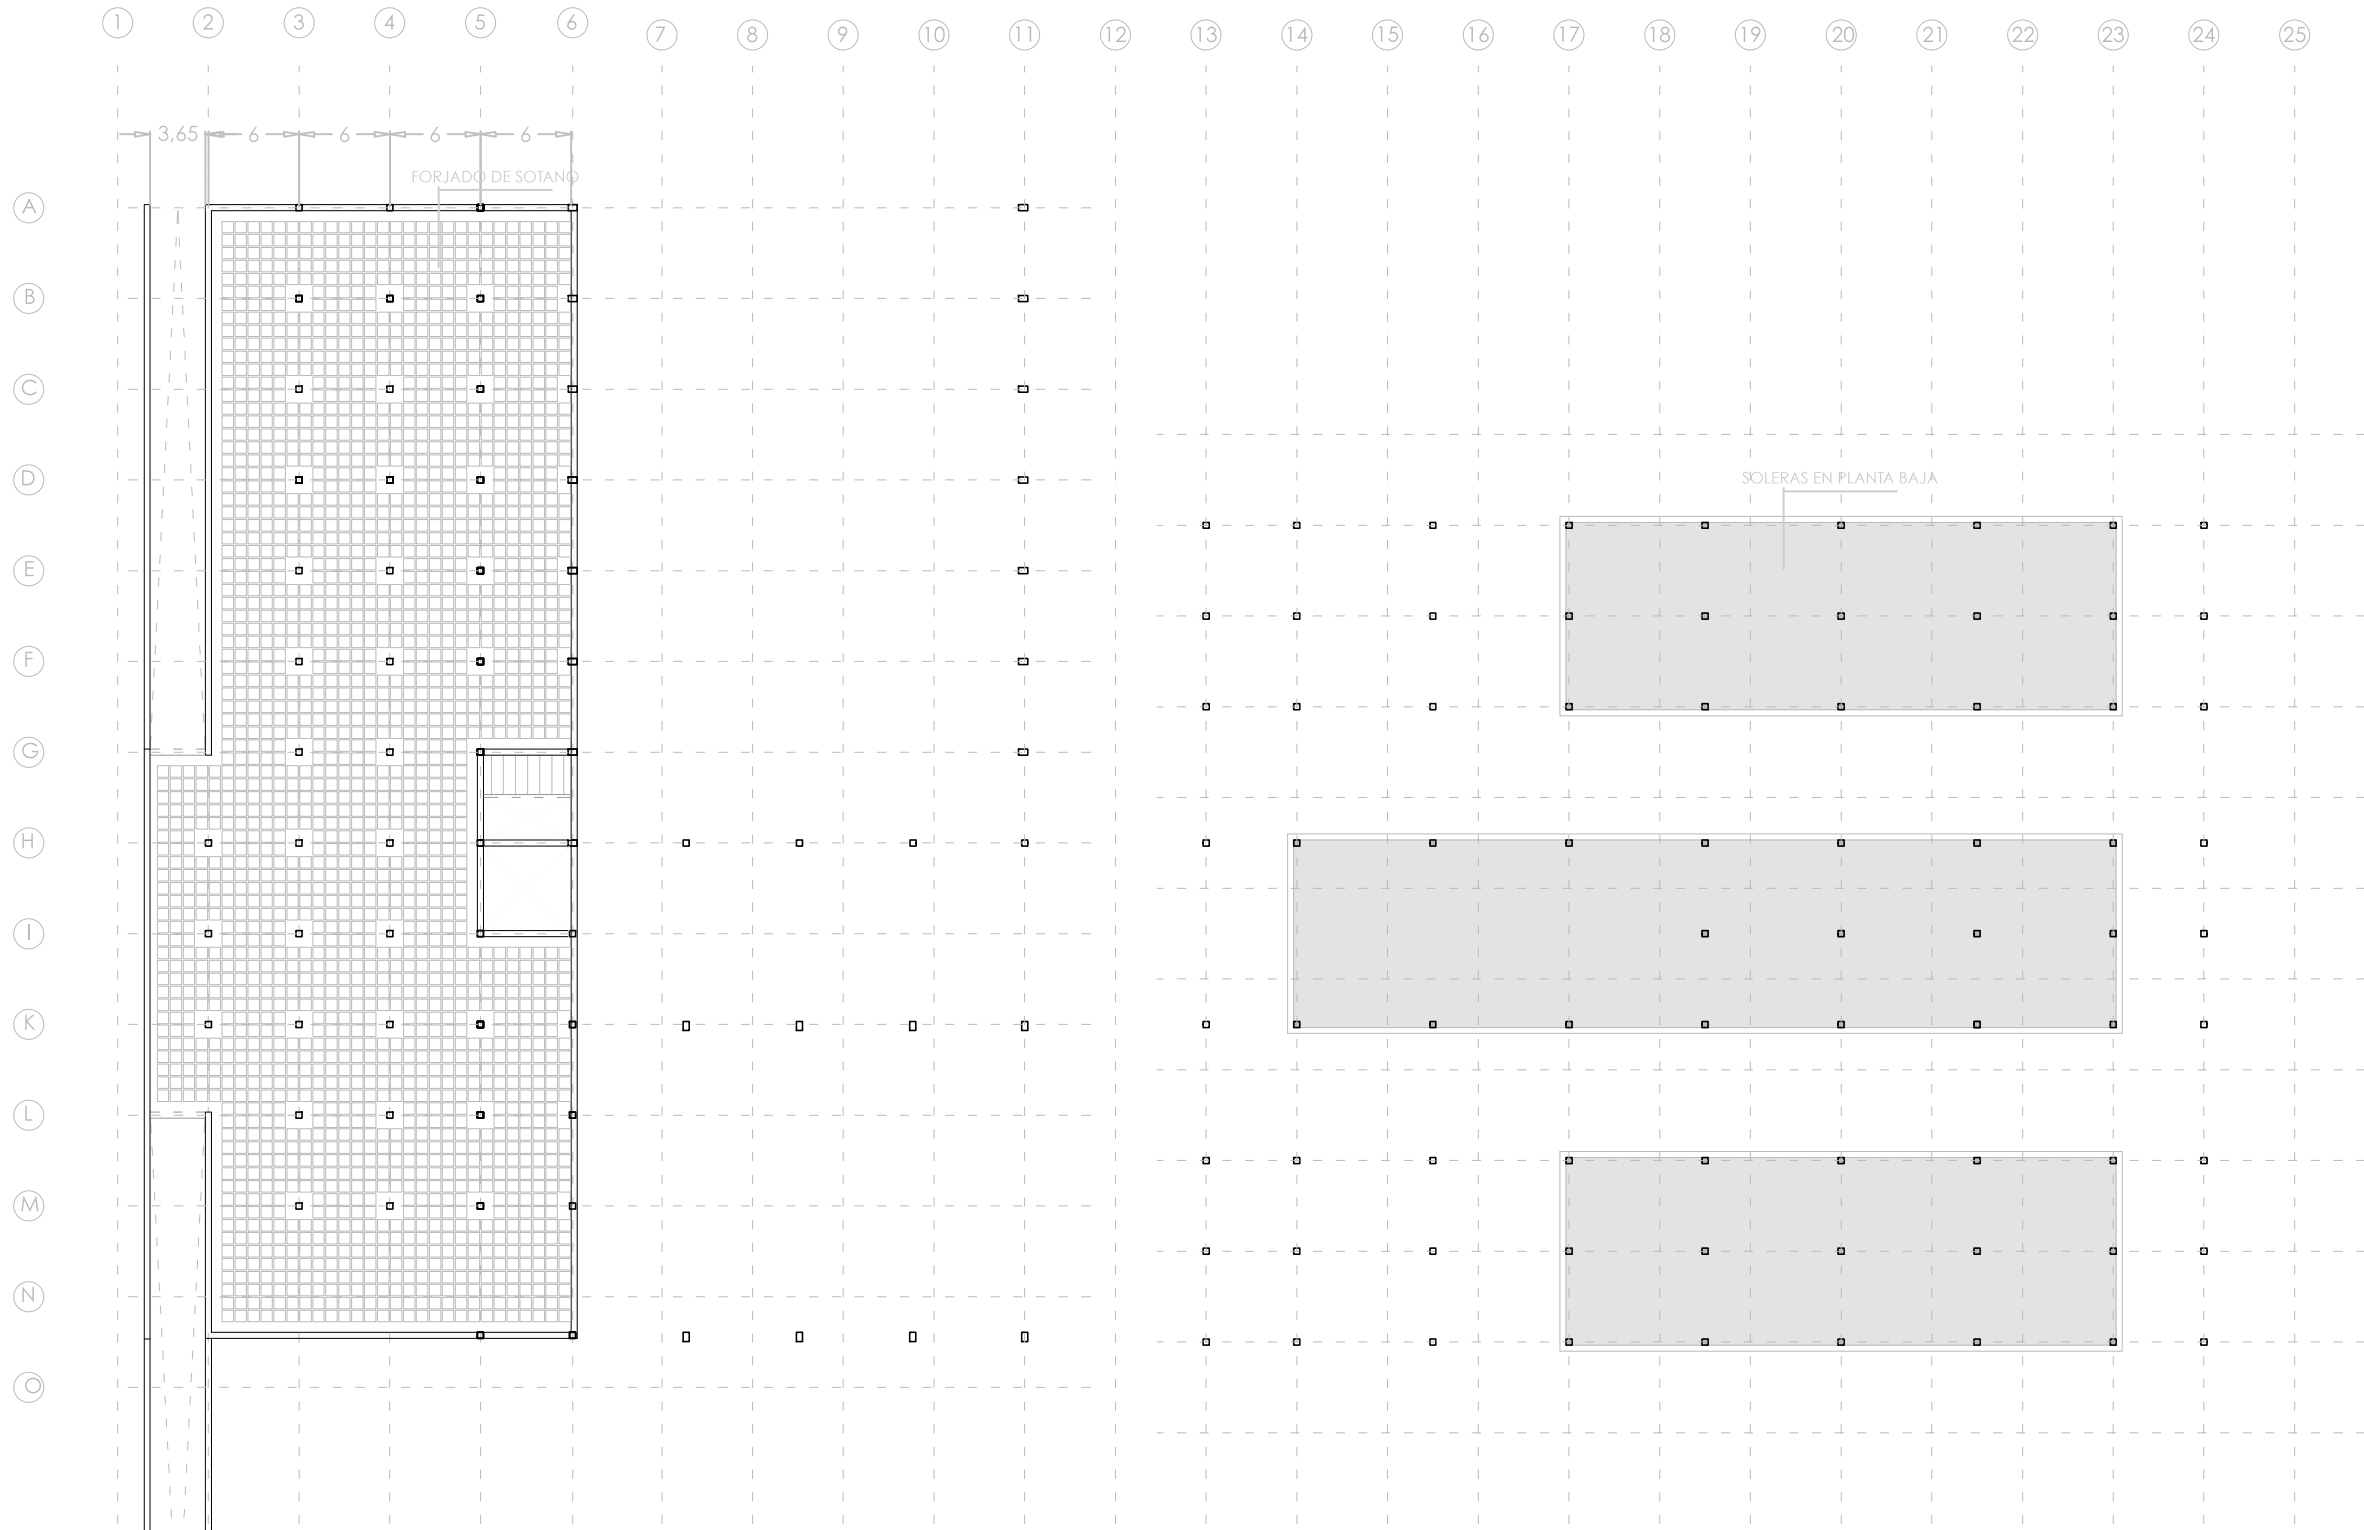 1 2 3 4 5 6 7 8 9 10 11 12 13 14 15 16 17 18 19 20 21 22 23 24 25
3,65 6 6 6 6
FORJADO DE SOTANO
A
B
C
D
SOLERAS EN PLANTA BAJA
E
F
G
H
I
K
L
M
N
O